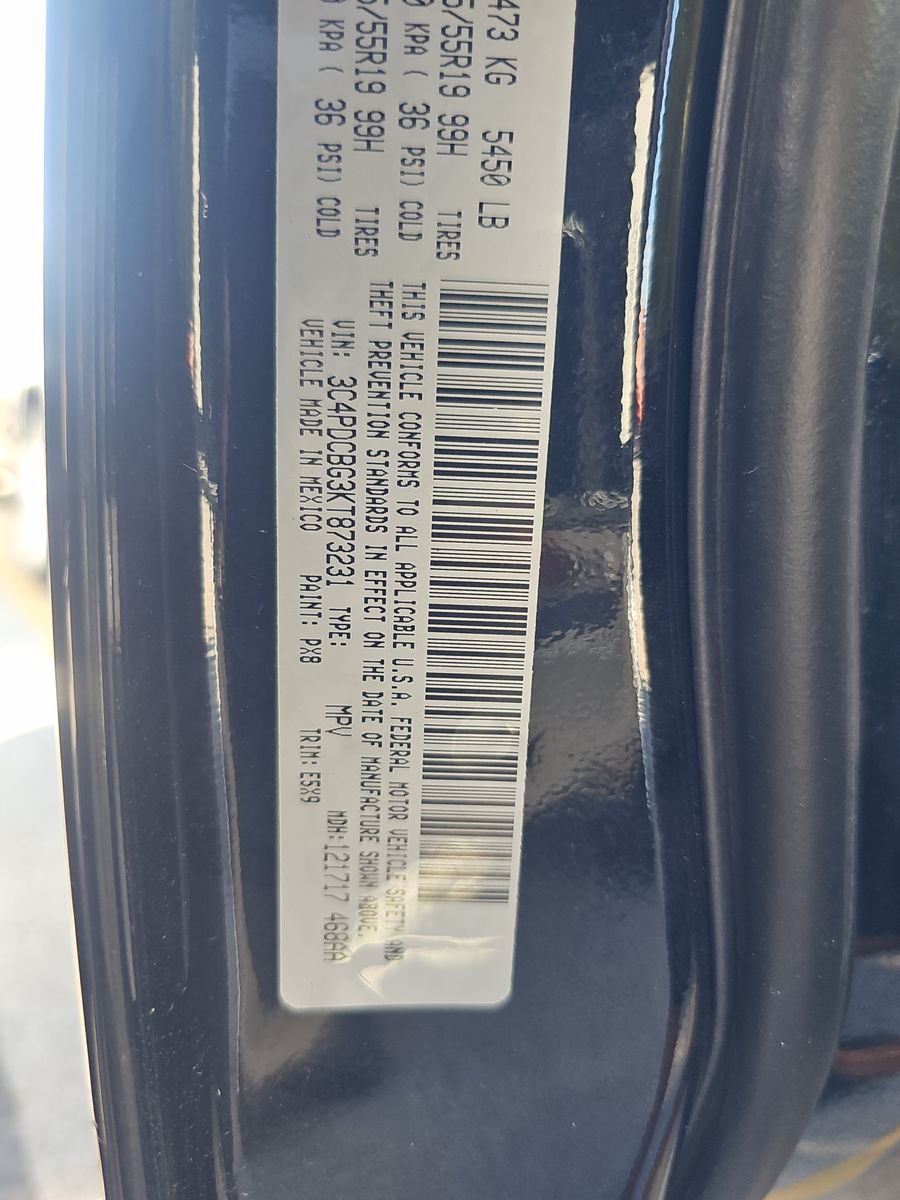 473 KG 5450 LB
/55R19 99H TIRES
KPA ( 36 PSI) COLD
/55R19 99H TIRES
KPA ( 36 PSI) COLD
THIS VEHICLE CONFORMS TO ALL APPLICABLE U.S.A. FEDERAL MOTOR VEHICLE SAFETY AND
THEFT PREVENTION STANDARDS IN EFFECT ON THE DATE OF MANUFACTURE SHOWN ABOVE.
VIN: 3C4PDCBG3KT873231 TYPE: MPV MDH:121717 468AA
VEHICLE MADE IN MEXICO PAINT: PX8 TRIM: E5X9